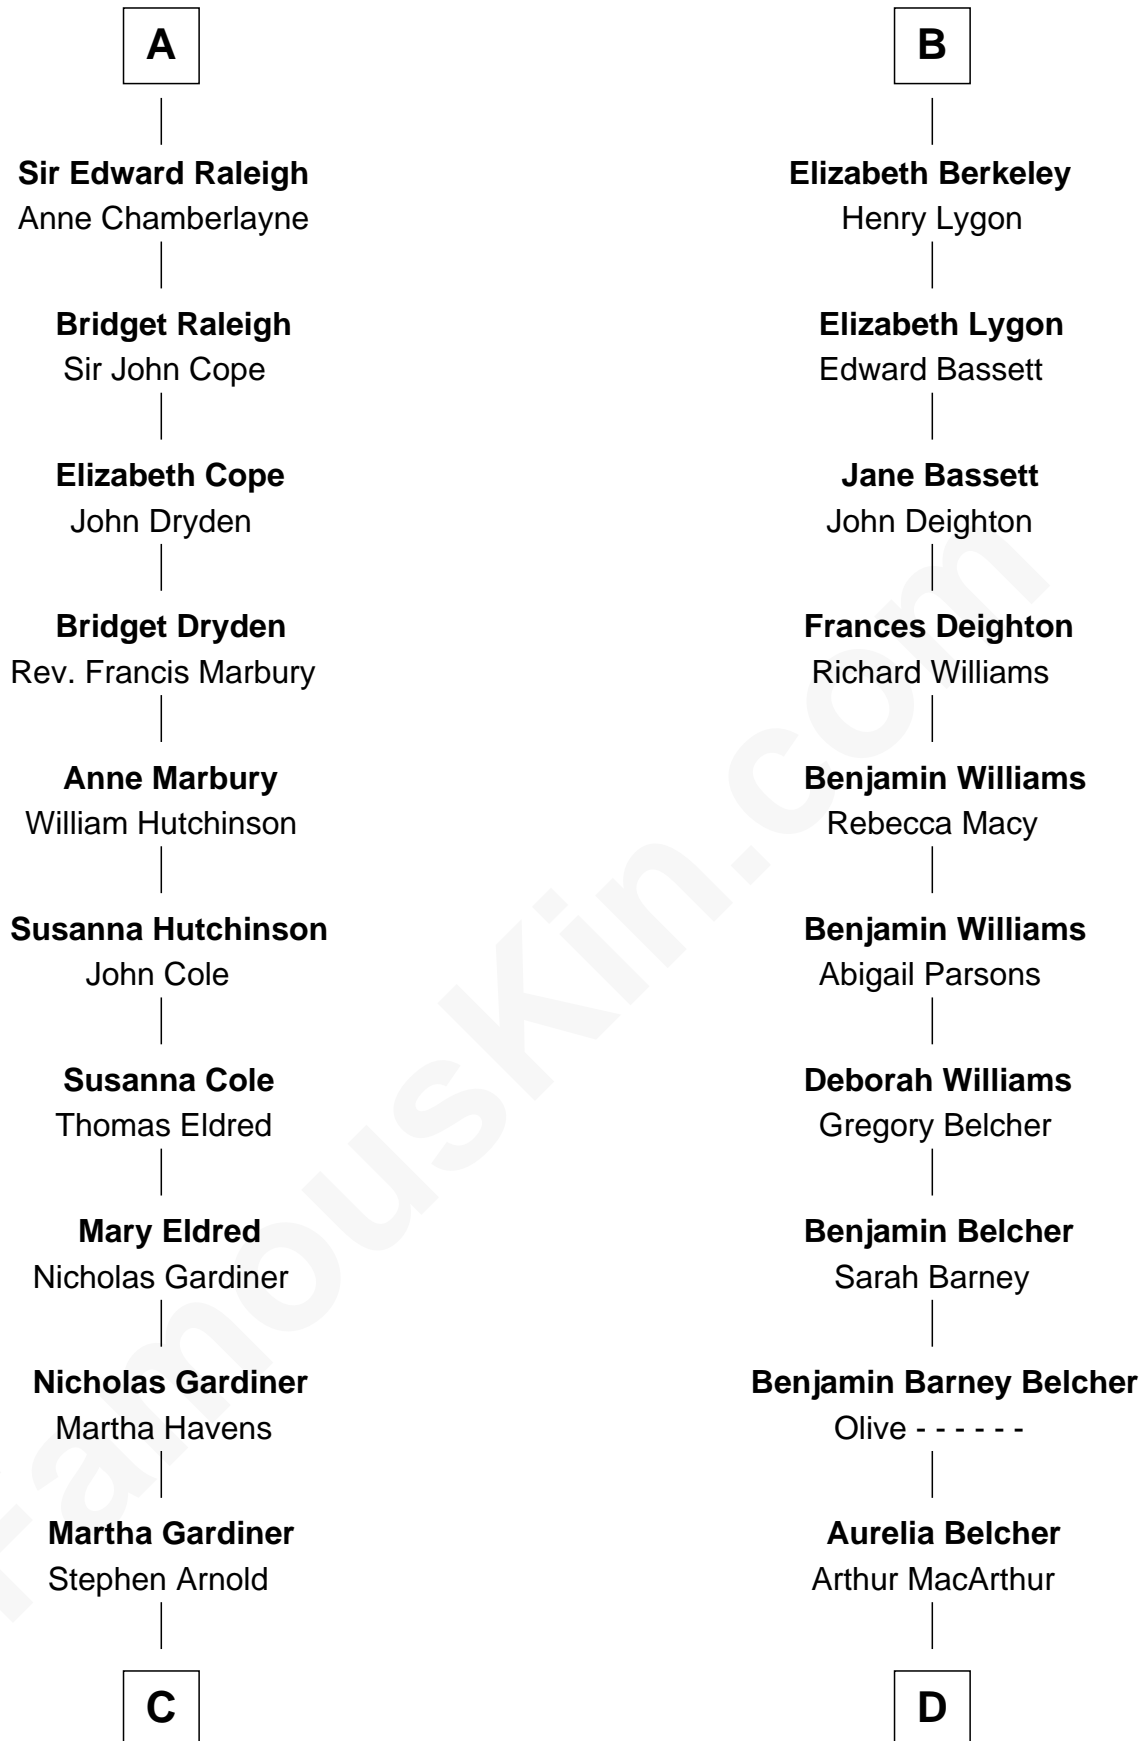 A
Sir Edward Raleigh
Anne Chamberlayne
Bridget Raleigh
Sir John Cope
Elizabeth Cope
John Dryden
Bridget Dryden
Rev. Francis Marbury
Anne Marbury
William Hutchinson
Susanna Hutchinson
John Cole
Susanna Cole
Thomas Eldred
Mary Eldred
Nicholas Gardiner
Nicholas Gardiner
Martha Havens
Martha Gardiner
Stephen Arnold
C
B
Elizabeth Berkeley
Henry Lygon
Elizabeth Lygon
Edward Bassett
Jane Bassett
John Deighton
Frances Deighton
Richard Williams
Benjamin Williams
Rebecca Macy
Benjamin Williams
Abigail Parsons
Deborah Williams
Gregory Belcher
Benjamin Belcher
Sarah Barney
Benjamin Barney Belcher
Olive - - - - - -
Aurelia Belcher
Arthur MacArthur
D
FamousKin.com